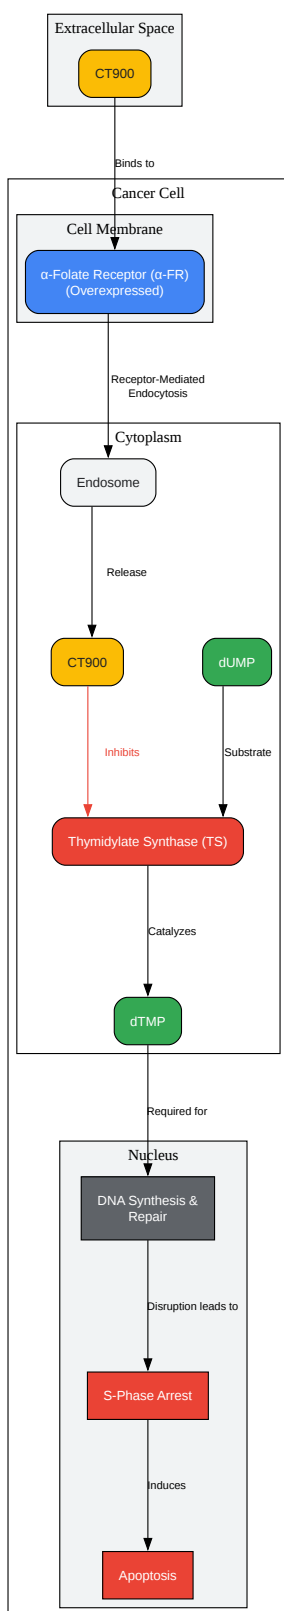 Extracellular Space
CT900
Binds to
Cancer Cell
Cell Membrane
α-Folate Receptor (α-FR)
(Overexpressed)
Receptor-Mediated
Endocytosis
Cytoplasm
Endosome
Release
CT900
dUMP
Inhibits
Substrate
Thymidylate Synthase (TS)
Catalyzes
dTMP
Required for
Nucleus
DNA Synthesis &
Repair
Disruption leads to
S-Phase Arrest
Induces
Apoptosis